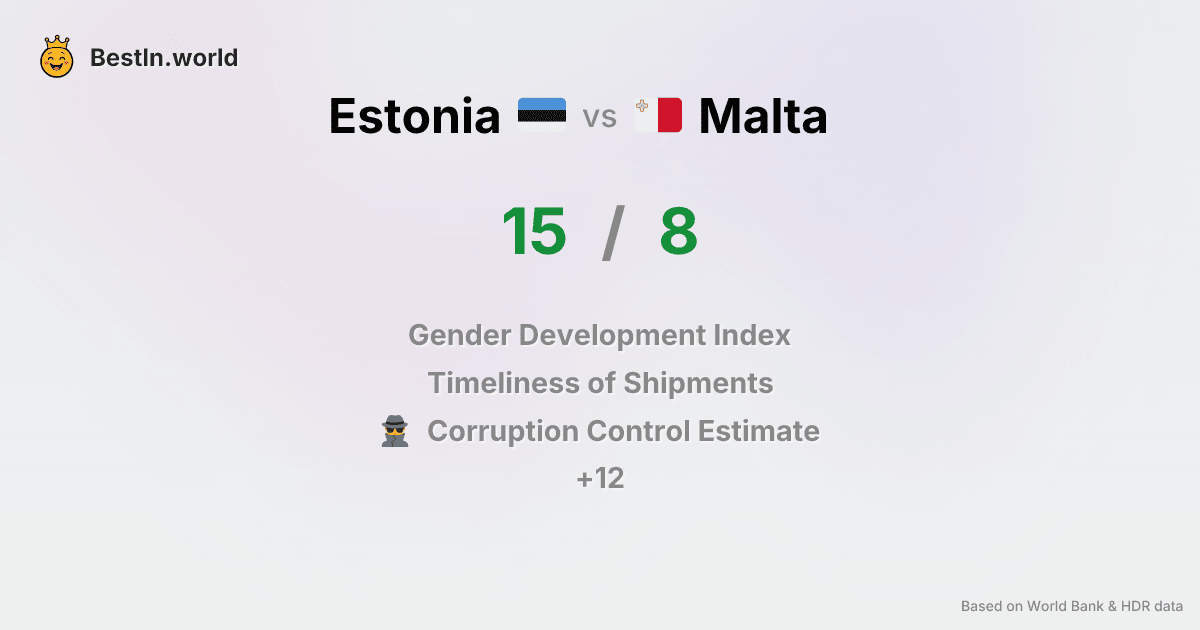 BestIn.world
Estonia vs Malta
15 / 8
Gender Development Index
Timeliness of Shipments
Corruption Control Estimate
+12
Based on World Bank & HDR data